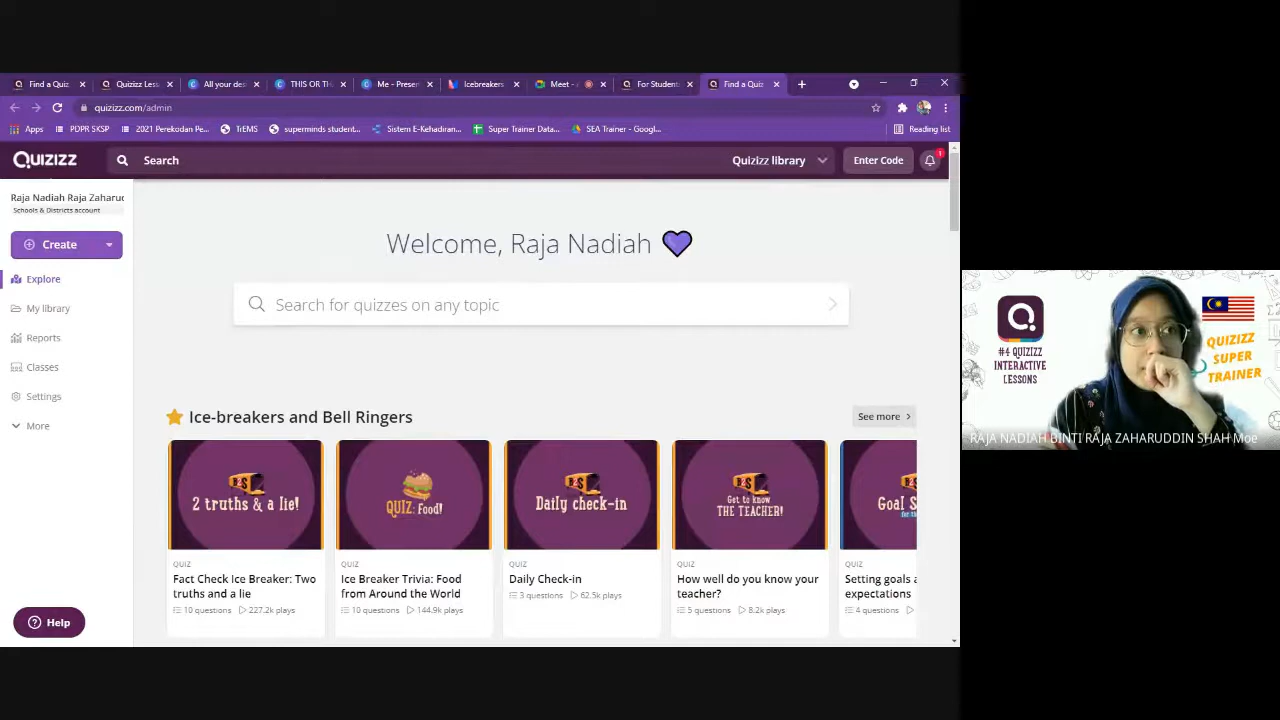 Find a Quiz
Quizizz Less
All your des
THIS OR TH
Me - Presen
Icebreakers
Meet -
For Student
Find a Quiz
quizizz.com/admin
Apps
PDPR SKSP
2021 Perekodan Pe...
TrEMS
superminds student...
Sistem E-Kehadiran...
Super Trainer Data...
SEA Trainer - Googl...
Reading list
Quizizz
Search
Quizizz library
Enter Code
1
Raja Nadiah Raja Zaharud
Schools & Districts account
Create
Explore
My library
Reports
Classes
Settings
More
Help
Welcome, Raja Nadiah
Search for quizzes on any topic
Ice-breakers and Bell Ringers
See more
2 truths & a lie!
QUIZ
Fact Check Ice Breaker: Two
truths and a lie
10 questions
227.2k plays
QUIZ: Food!
QUIZ
Ice Breaker Trivia: Food
from Around the World
10 questions
144.9k plays
Daily check-in
QUIZ
Daily Check-in
3 questions
62.5k plays
Get to know
THE TEACHER!
QUIZ
How well do you know your
teacher?
5 questions
8.2k plays
Goal S
QUIZ
Setting goals a
expectations
4 questions
#4 QUIZIZZ
INTERACTIVE
LESSONS
QUIZIZZ
SUPER
TRAINER
RAJA NADIAH BINTI RAJA ZAHARUDDIN SHAH Moe